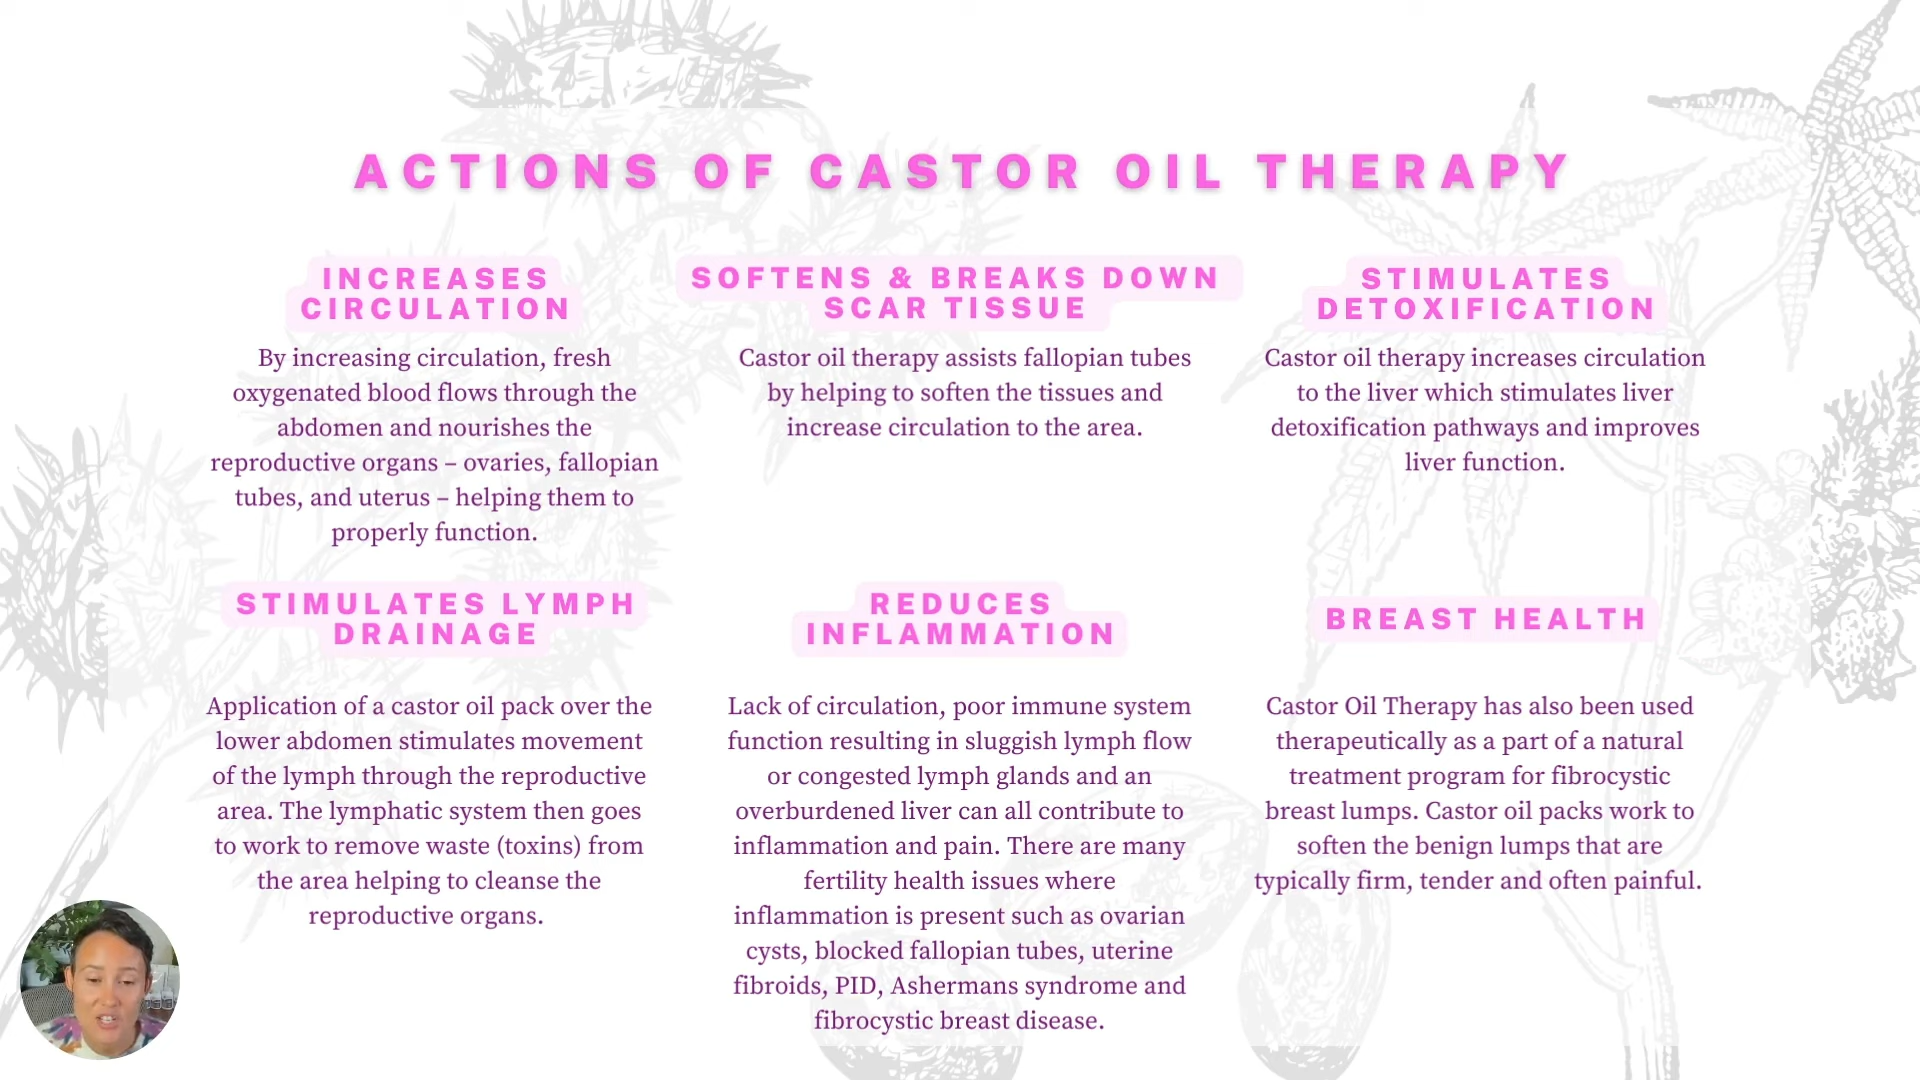 ACTIONS OF CASTOR OIL THERAPY
INCREASES
CIRCULATION
By increasing circulation, fresh
oxygenated blood flows through the
abdomen and nourishes the
reproductive organs – ovaries, fallopian
tubes, and uterus – helping them to
properly function.
SOFTENS & BREAKS DOWN
SCAR TISSUE
Castor oil therapy assists fallopian tubes
by helping to soften the tissues and
increase circulation to the area.
STIMULATES
DETOXIFICATION
Castor oil therapy increases circulation
to the liver which stimulates liver
detoxification pathways and improves
liver function.
STIMULATES LYMPH
DRAINAGE
Application of a castor oil pack over the
lower abdomen stimulates movement
of the lymph through the reproductive
area. The lymphatic system then goes
to work to remove waste (toxins) from
the area helping to cleanse the
reproductive organs.
REDUCES
INFLAMMATION
Lack of circulation, poor immune system
function resulting in sluggish lymph flow
or congested lymph glands and an
overburdened liver can all contribute to
inflammation and pain. There are many
fertility health issues where
inflammation is present such as ovarian
cysts, blocked fallopian tubes, uterine
fibroids, PID, Ashermans syndrome and
fibrocystic breast disease.
BREAST HEALTH
Castor Oil Therapy has also been used
therapeutically as a part of a natural
treatment program for fibrocystic
breast lumps. Castor oil packs work to
soften the benign lumps that are
typically firm, tender and often painful.